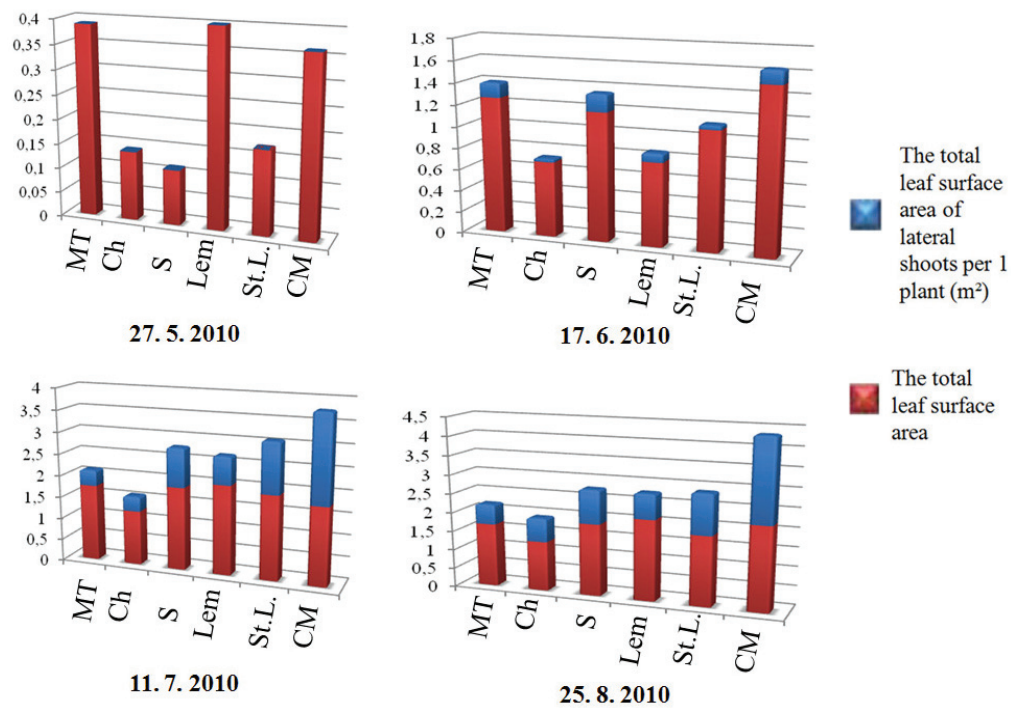 0,4
0,35
0,3
0,25
0,2
0,15
0,1
0,05
0
MT
Ch
S
Lem
St.L.
CM
27. 5. 2010
1,8
1,6
1,4
1,2
1
0,8
0,6
0,4
0,2
0
MT
Ch
S
Lem
St.L.
CM
17. 6. 2010
The total
leaf surface
area of
lateral
shoots per 1
plant (m²)
The total
leaf surface
area
4
3,5
3
2,5
2
1,5
1
0,5
0
MT
Ch
S
Lem
St.L.
CM
11. 7. 2010
4,5
4
3,5
3
2,5
2
1,5
1
0,5
0
MT
Ch
S
Lem
St.L.
CM
25. 8. 2010